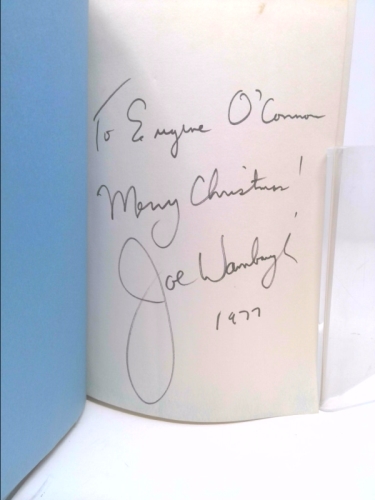 To Eugene O'Connor
Merry Christmas!
Joe Wambaugh
1977